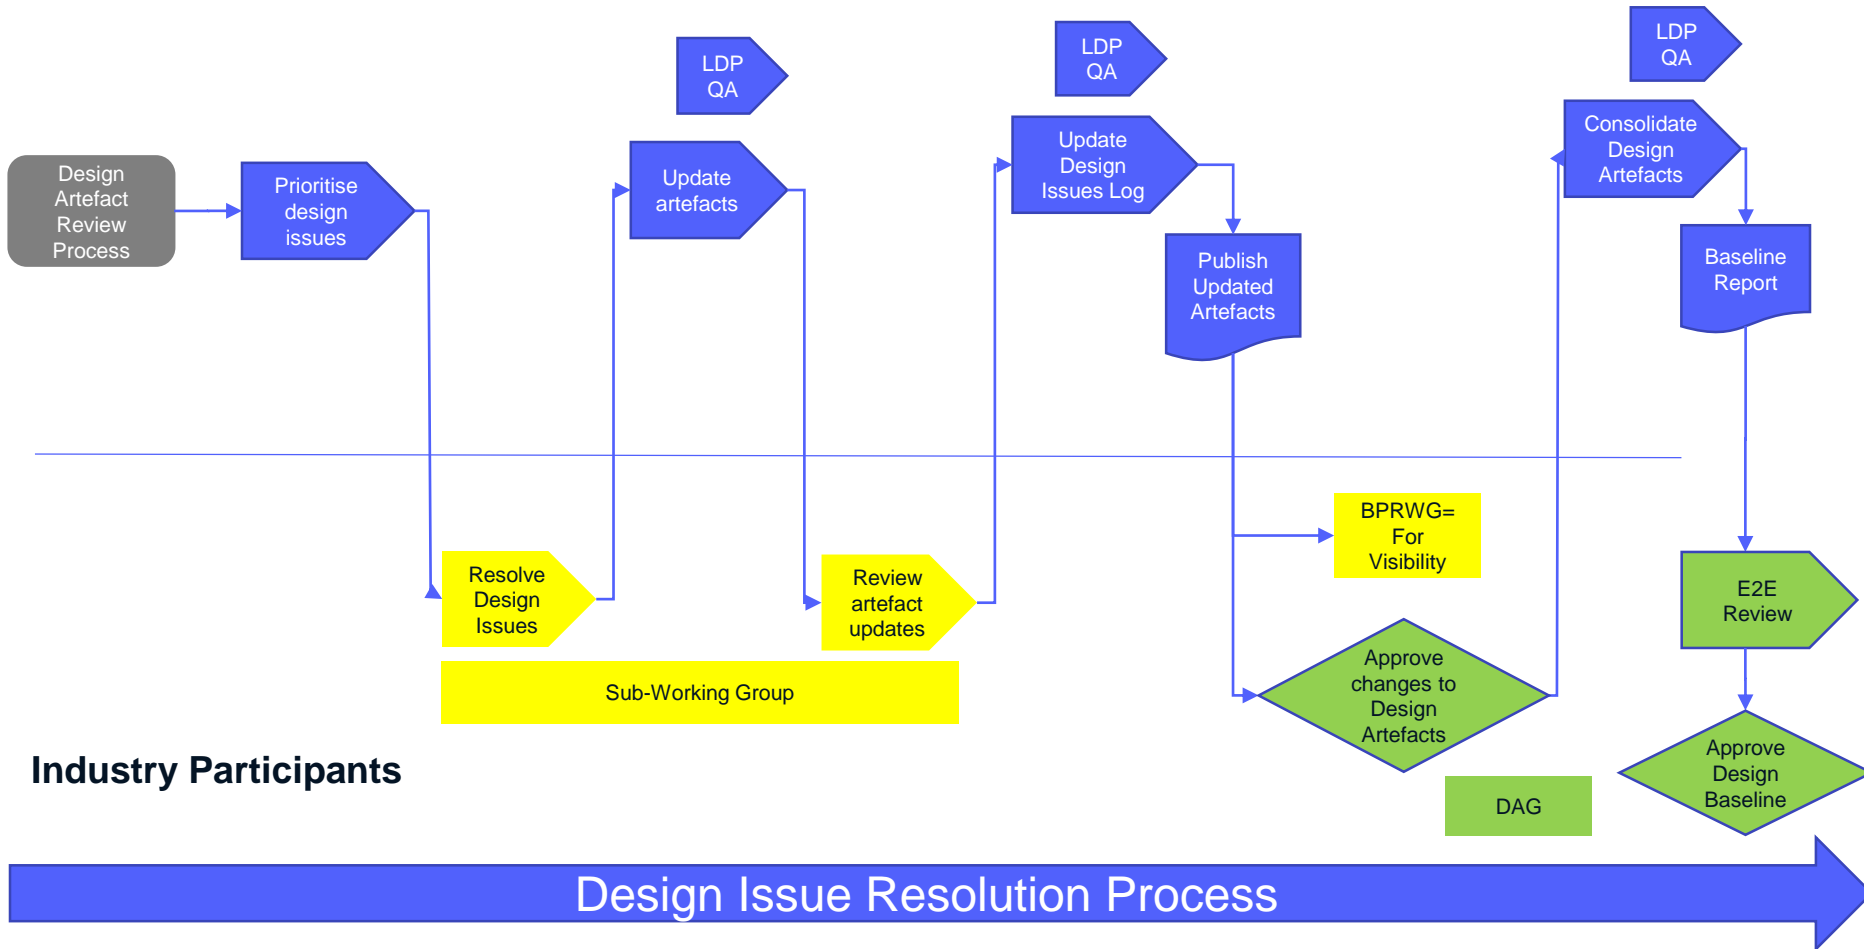 LDP
QA
LDP
QA
LDP
QA
Design
Artefact
Review
Process
Prioritise
design
issues
Update
artefacts
Update
Design
Issues Log
Consolidate
Design
Artefacts
Publish
Updated
Artefacts
Baseline
Report
Resolve
Design
Issues
Review
artefact
updates
BPRWG=
For
Visibility
E2E
Review
Sub-Working Group
Approve
changes to
Design
Artefacts
Approve
Design
Baseline
Industry Participants
DAG
Design Issue Resolution Process